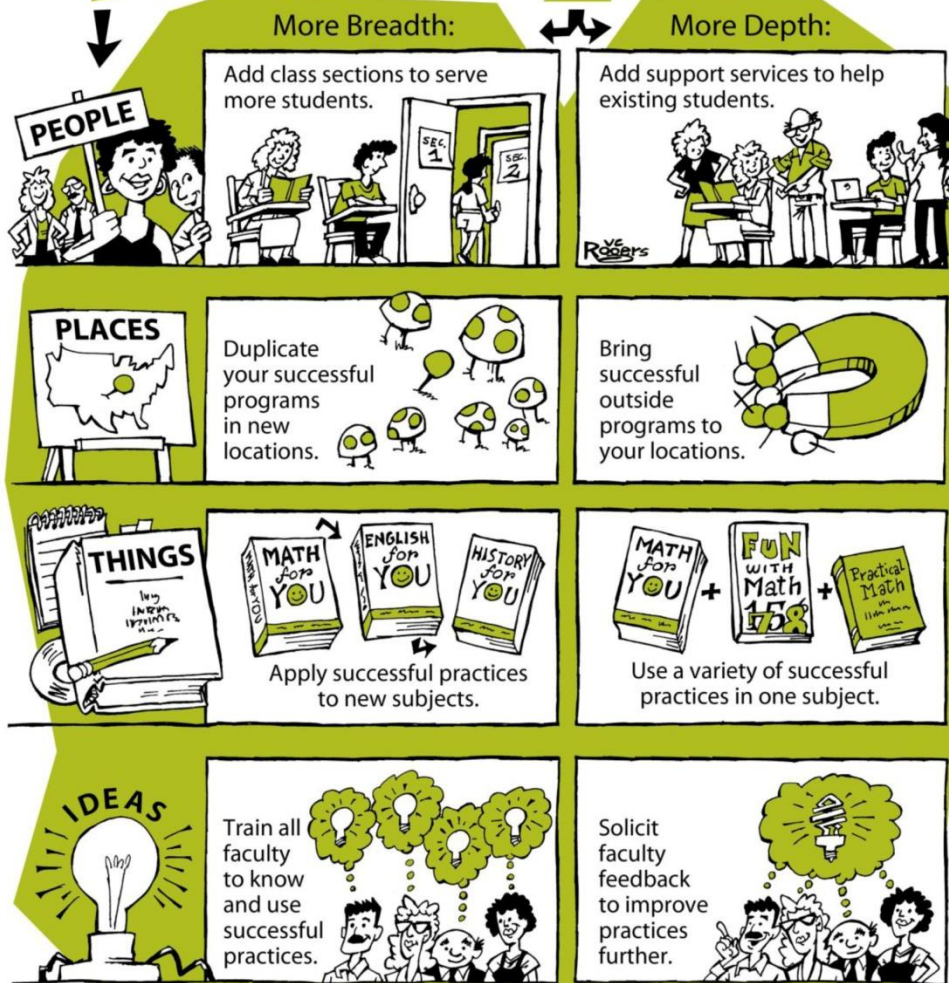 More Breadth:
More Depth:
PEOPLE
Add class sections to serve
more students.
SEC.
1
SEC.
2
Add support services to help
existing students.
VC
Rogers
PLACES
Duplicate
your successful
programs
in new
locations.
Bring
successful
outside
programs to
your locations.
THINGS
MATH
for
YOU
ENGLISH
for
YOU
HISTORY
for
YOU
Apply successful practices
to new subjects.
MATH
for
YOU
+
FUN
WITH
Math
+
Practical
Math
Use a variety of successful
practices in one subject.
IDEAS
Train all
faculty
to know
and use
successful
practices.
Solicit
faculty
feedback
to improve
practices
further.